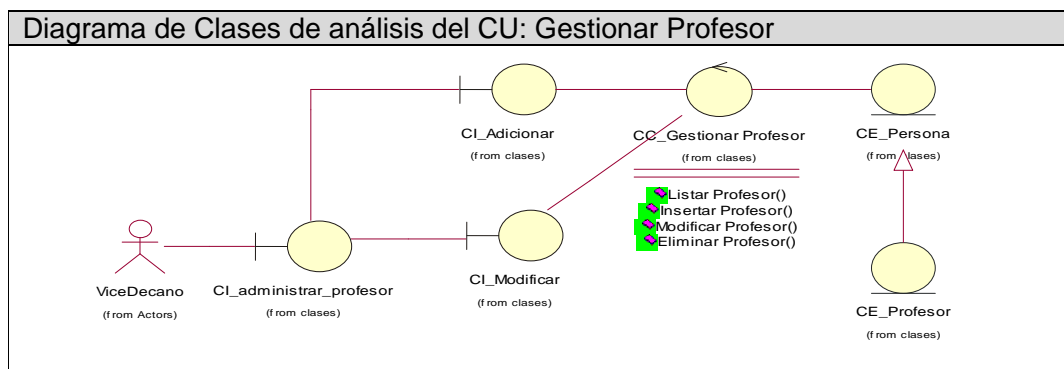 Diagrama de Clases de análisis del CU: Gestionar Profesor
CI_Adicionar
(from clases)
CC_Gestionar Profesor
(from clases)
CE_Persona
(from clases)
Listar Profesor()
Insertar Profesor()
Modificar Profesor()
Eliminar Profesor()
ViceDecano
(from Actors)
CI_administrar_profesor
(from clases)
CI_Modificar
(from clases)
CE_Profesor
(from clases)